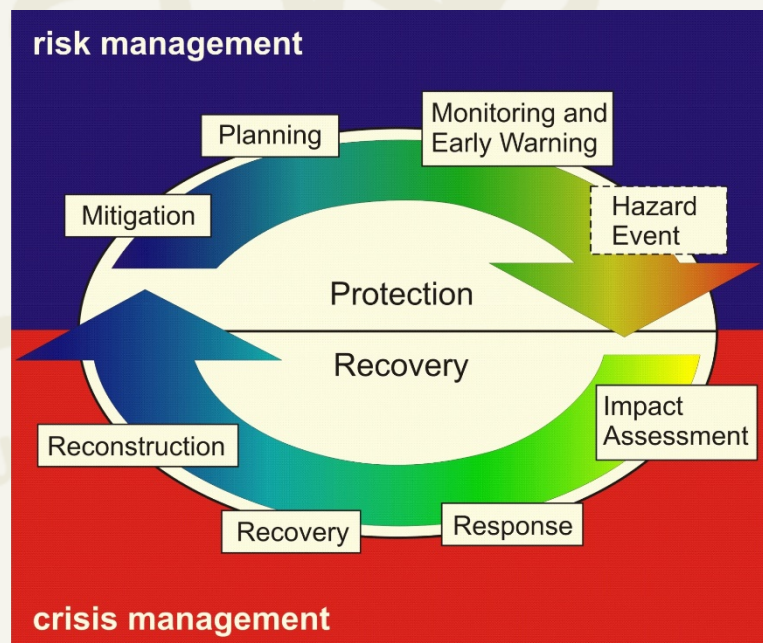 risk management
Planning
Monitoring and
Early Warning
Mitigation
Hazard
Event
Protection
Recovery
Impact
Assessment
Reconstruction
Recovery
Response
crisis management